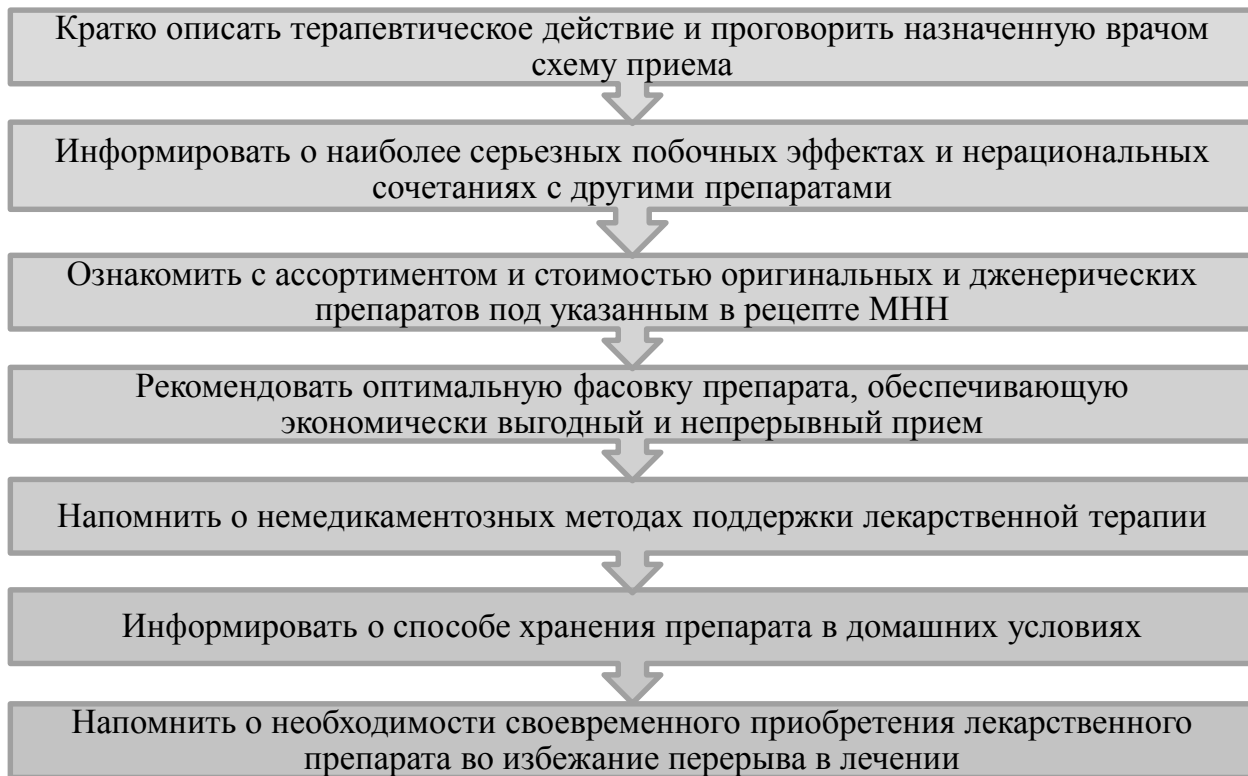 Кратко описать терапевтическое действие и проговорить назначенную врачом
схему приема
Информировать о наиболее серьезных побочных эффектах и нерациональных
сочетаниях с другими препаратами
Ознакомить с ассортиментом и стоимостью оригинальных и дженерических
препаратов под указанным в рецепте МНН
Рекомендовать оптимальную фасовку препарата, обеспечивающую
экономически выгодный и непрерывный прием
Напомнить о немедикаментозных методах поддержки лекарственной терапии
Информировать о способе хранения препарата в домашних условиях
Напомнить о необходимости своевременного приобретения лекарственного
препарата во избежание перерыва в лечении